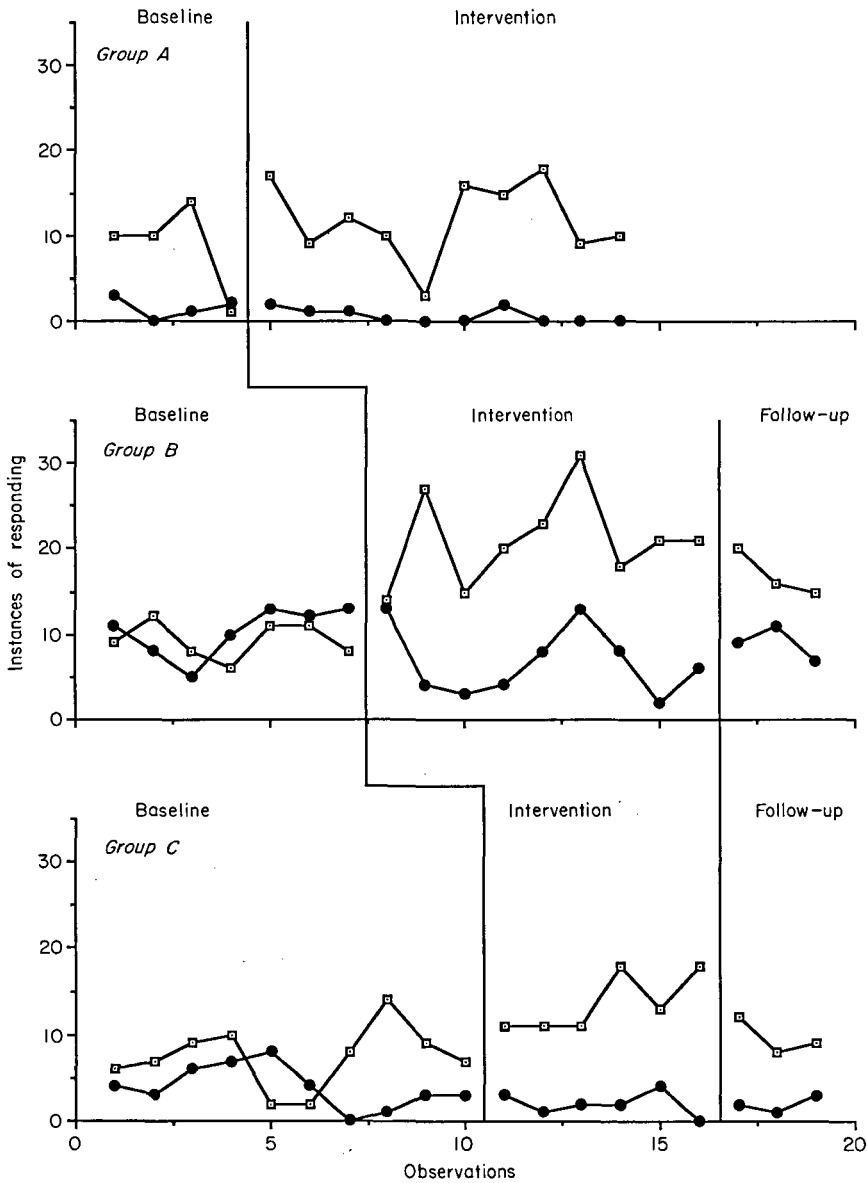 Baseline Intervention
Group A
30
20
10
0
Baseline Intervention Follow-up
Group B
30
20
10
0
Instances of responding
Baseline Intervention Follow-up
Group C
30
20
10
0
0 5 10 15 20
Observations